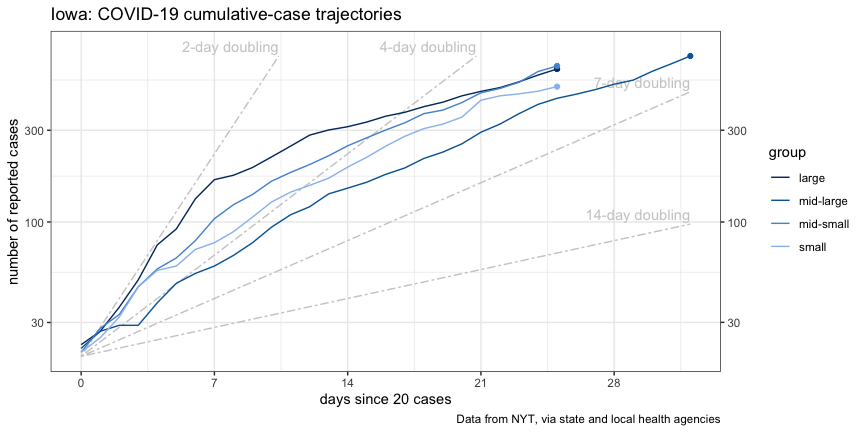 Iowa: COVID-19 cumulative-case trajectories
2-day doubling
4-day doubling
7-day doubling
14-day doubling
number of reported cases
300
100
30
300
100
30
0
7
14
21
28
days since 20 cases
group
large
mid-large
mid-small
small
Data from NYT, via state and local health agencies